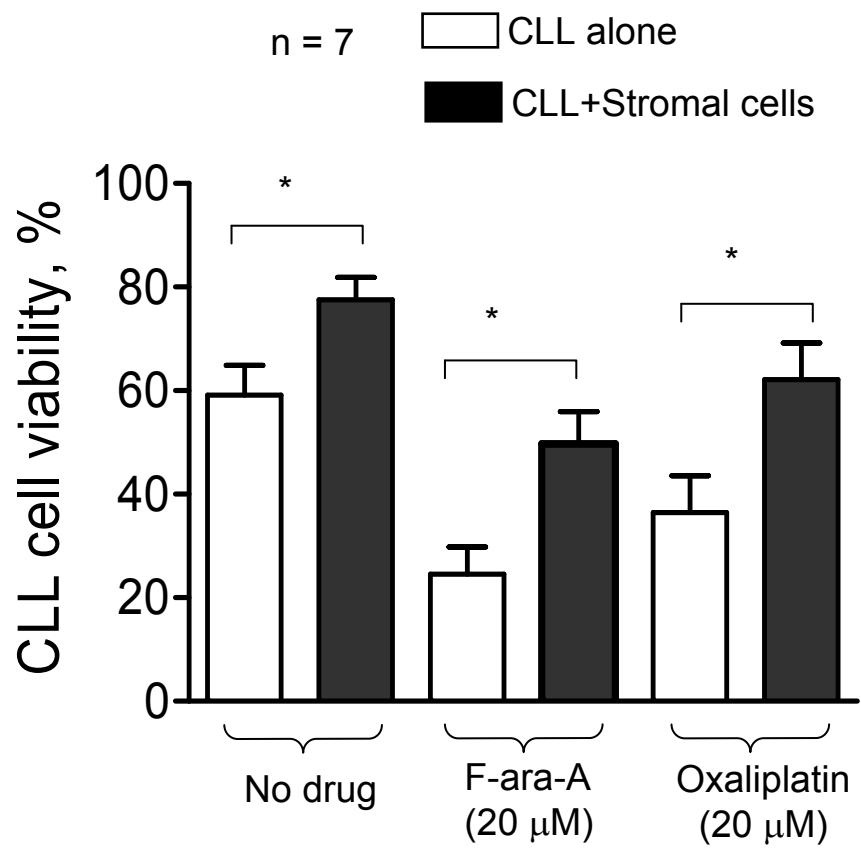 n = 7
CLL alone
CLL+Stromal cells
CLL cell viability, %
100
80
60
40
20
0
*
*
*
No drug
F-ara-A
(20 μM)
Oxaliplatin
(20 μM)